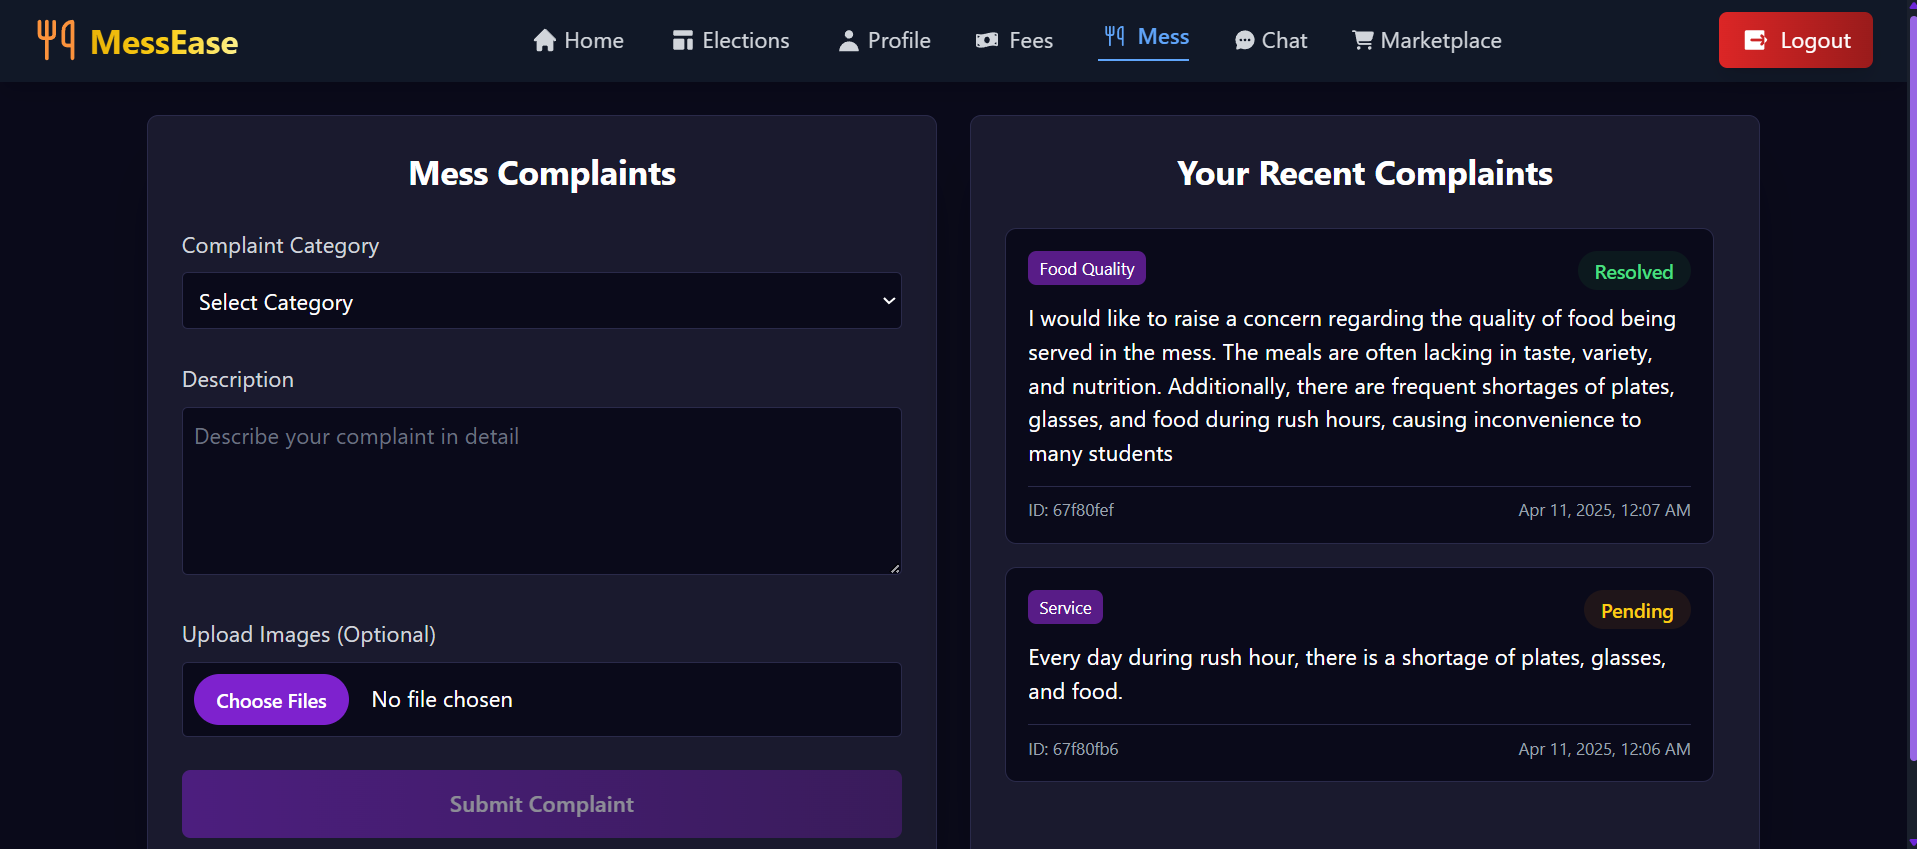 MessEase
Home
Elections
Profile
Fees
Mess
Chat
Marketplace
Logout
Mess Complaints
Complaint Category
Select Category
Description
Describe your complaint in detail
Upload Images (Optional)
Choose Files No file chosen
Submit Complaint
Your Recent Complaints
Food Quality
Resolved
I would like to raise a concern regarding the quality of food being
served in the mess. The meals are often lacking in taste, variety,
and nutrition. Additionally, there are frequent shortages of plates,
glasses, and food during rush hours, causing inconvenience to
many students
ID: 67f80fef
Apr 11, 2025, 12:07 AM
Service
Pending
Every day during rush hour, there is a shortage of plates, glasses,
and food.
ID: 67f80fb6
Apr 11, 2025, 12:06 AM